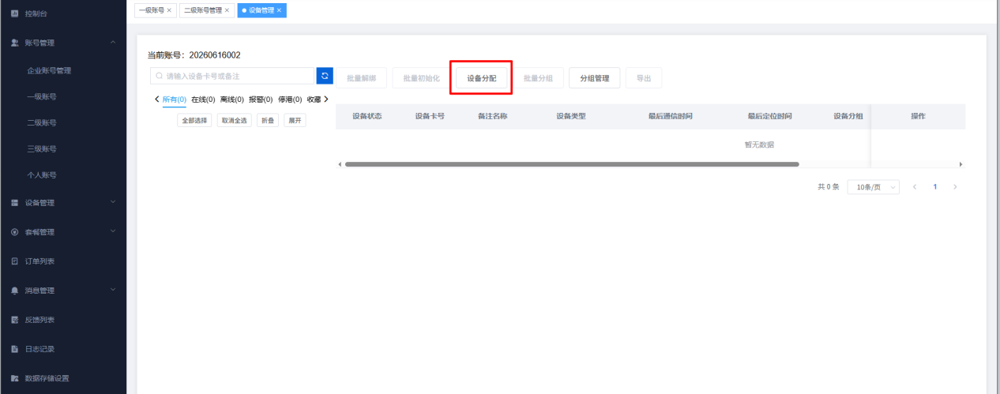 控制台
账号管理
企业账号管理
一级账号
二级账号
三级账号
个人账号
设备管理
套餐管理
订单列表
消息管理
反馈列表
日志记录
数据存储设置
一级账号 × 二级账号管理 × 设备管理 ×
当前账号：20260616002
请输入设备卡号或备注 批量解绑 批量初始化 设备分配 批量分组 分组管理 导出
所有(0) 在线(0) 离线(0) 报警(0) 停港(0) 收藏
全部选择 取消全选 折叠 展开
设备状态 设备卡号 备注名称 设备类型 最后通信时间 最后定位时间 设备分组 操作
暂无数据
共 0 条 10条/页 1